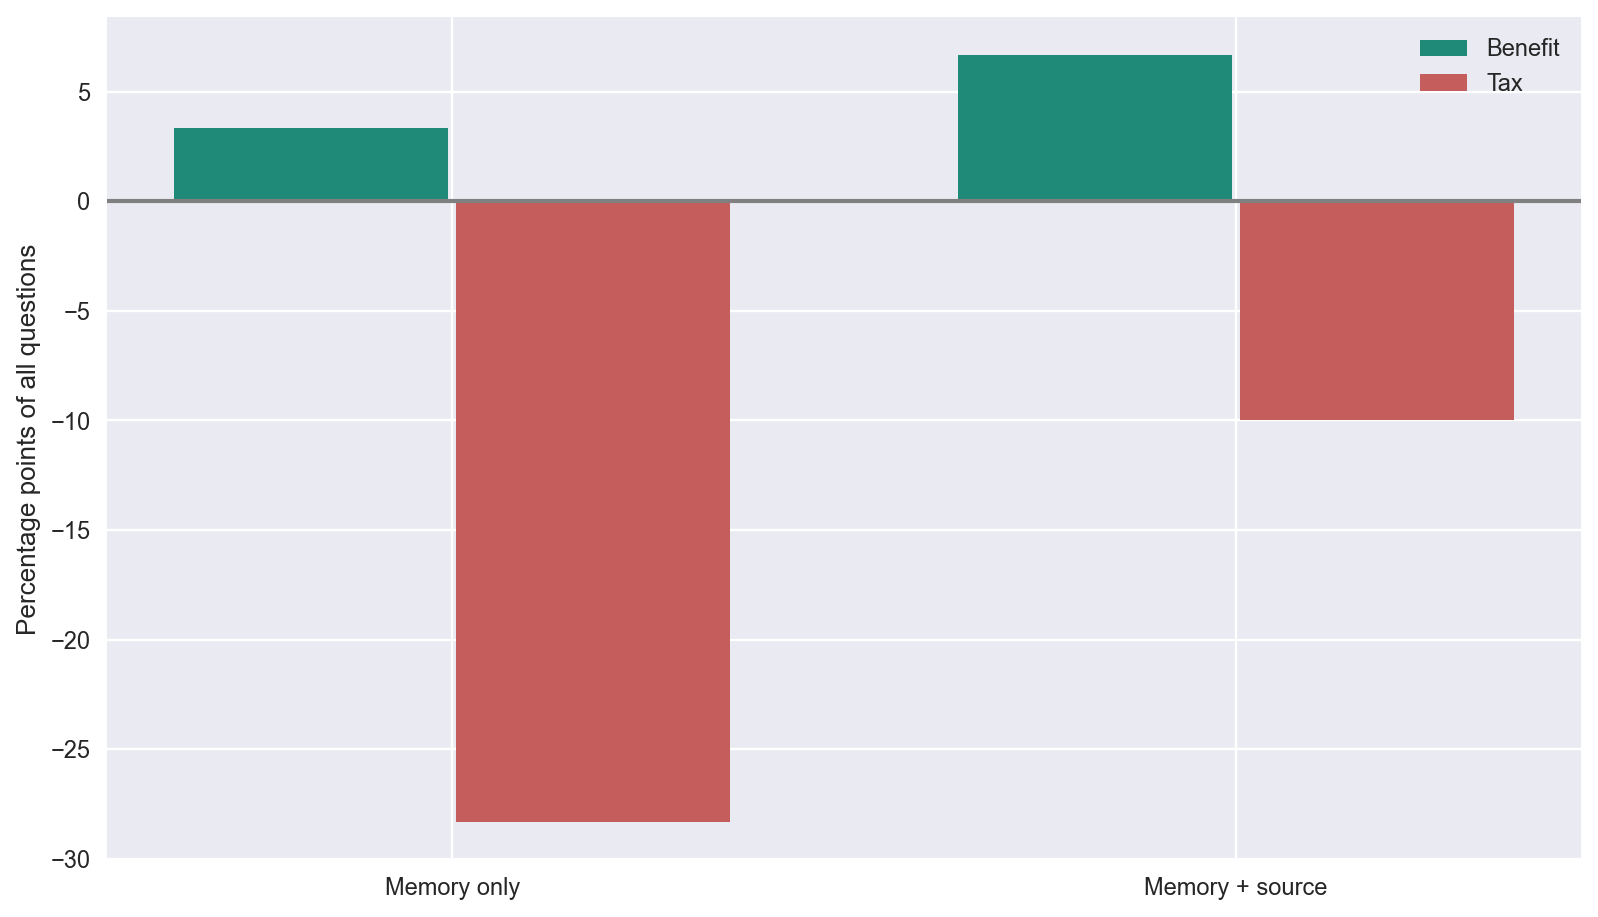 Benefit
Tax
Percentage points of all questions
5
0
−5
−10
−15
−20
−25
−30
Memory only
Memory + source